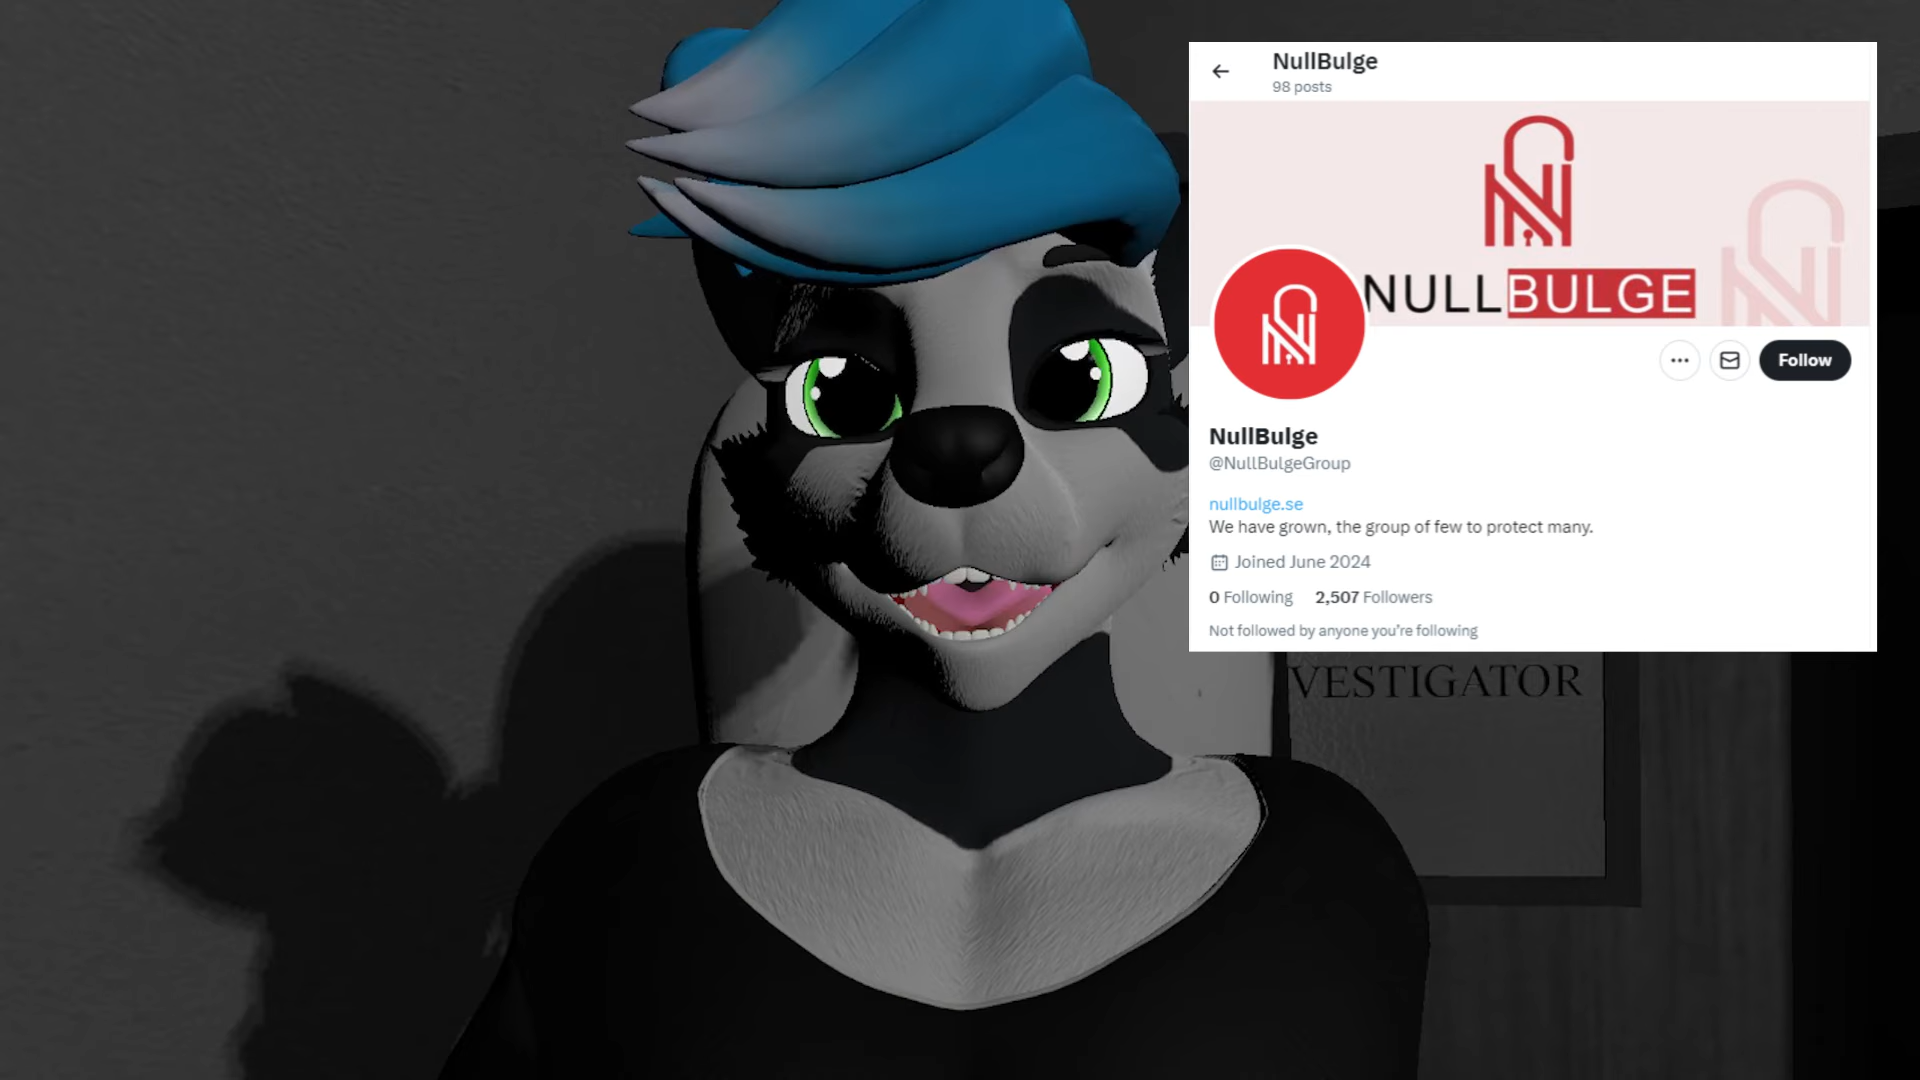 NullBulge
98 posts
NULLBULGE
Follow
NullBulge
@NullBulgeGroup
nullbulge.se
We have grown, the group of few to protect many.
Joined June 2024
0 Following 2,507 Followers
Not followed by anyone you're following
VESTIGATOR